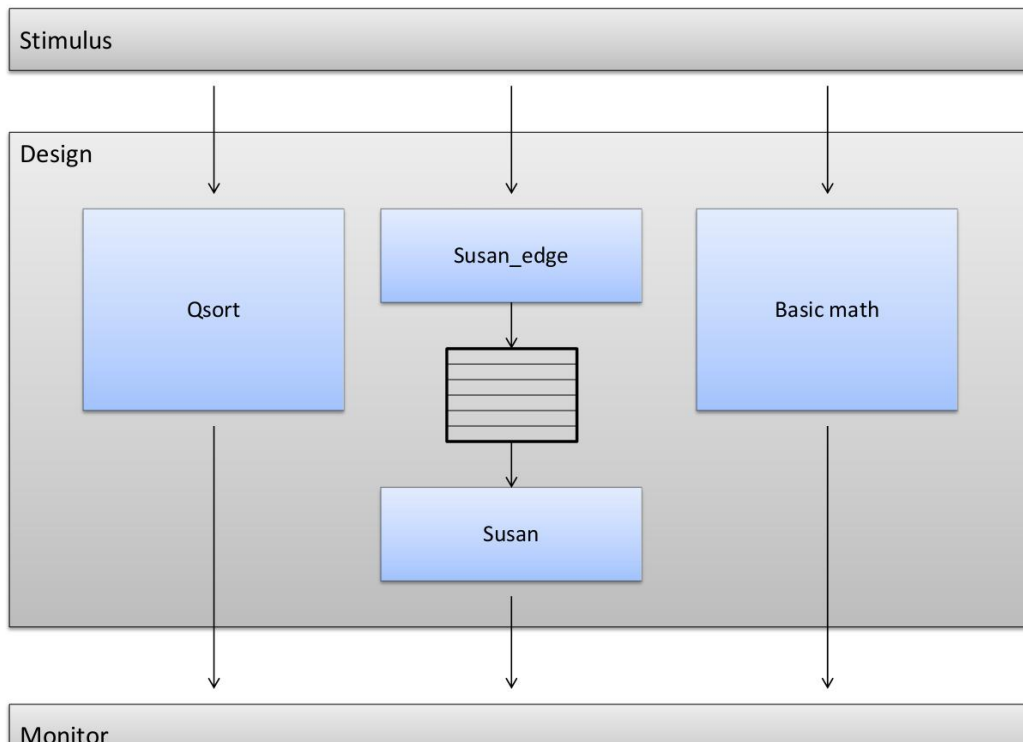 Stimulus
Design
Susan_edge
Qsort
Basic math
Susan
Monitor